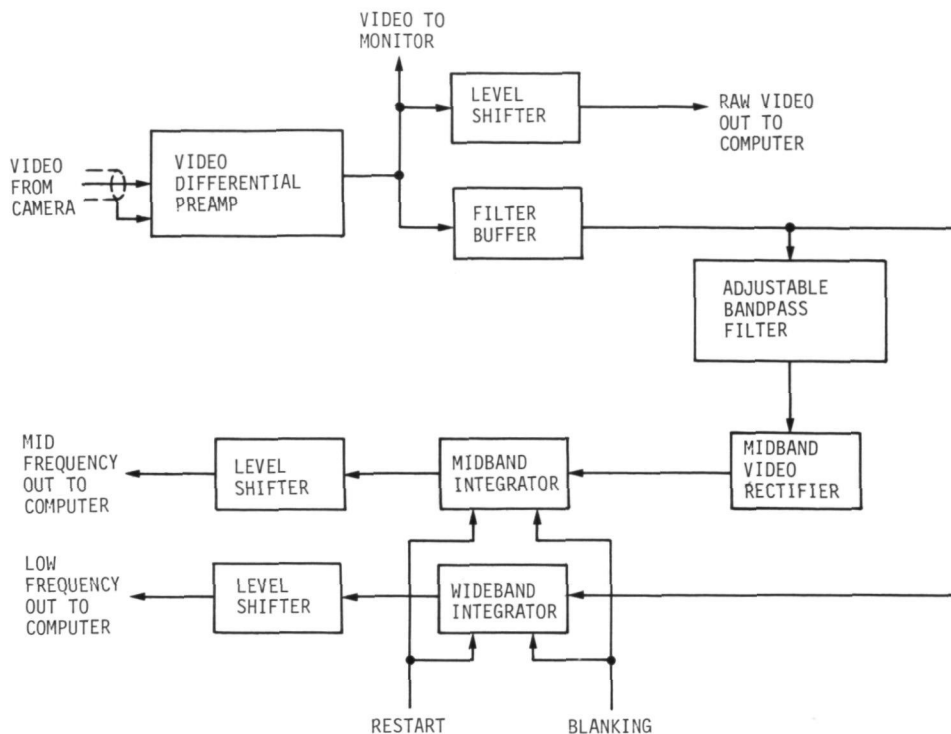 VIDEO TO
MONITOR
LEVEL
SHIFTER
RAW VIDEO
OUT TO
COMPUTER
VIDEO
FROM
CAMERA
VIDEO
DIFFERENTIAL
PREAMP
FILTER
BUFFER
ADJUSTABLE
BANDPASS
FILTER
MID
FREQUENCY
OUT TO
COMPUTER
LEVEL
SHIFTER
MIDBAND
INTEGRATOR
MIDBAND
VIDEO
RECTIFIER
LOW
FREQUENCY
OUT TO
COMPUTER
LEVEL
SHIFTER
WIDEBAND
INTEGRATOR
RESTART
BLANKING